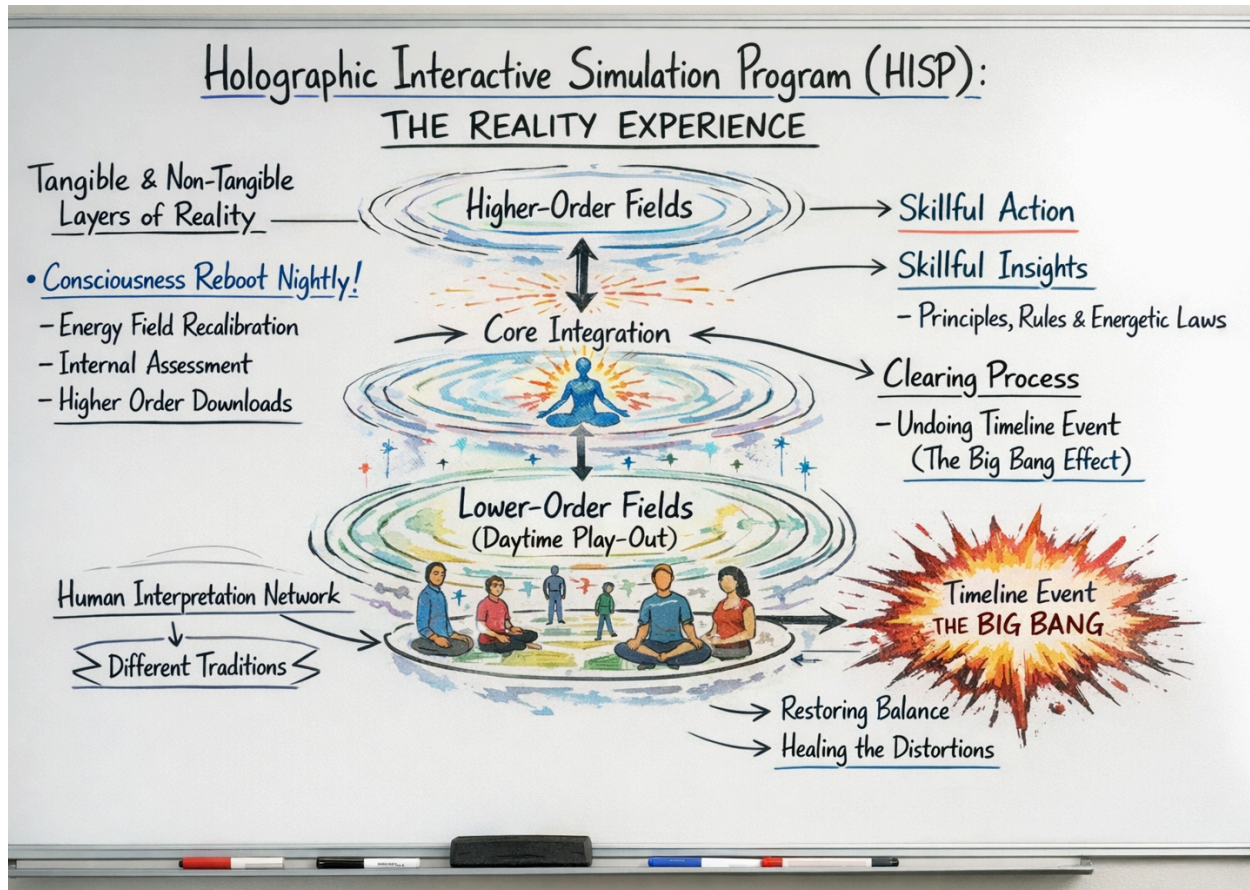 Holographic Interactive Simulation Program (HISP):
THE REALITY EXPERIENCE
Tangible & Non-Tangible
Layers of Reality
• Consciousness Reboot Nightly!
– Energy Field Recalibration
– Internal Assessment
– Higher Order Downloads
Human Interpretation Network
Different Traditions
Higher-Order Fields
Core Integration
Lower-Order Fields
(Daytime Play-Out)
Skillful Action
Skillful Insights
– Principles, Rules & Energetic Laws
Clearing Process
– Undoing Timeline Event
(The Big Bang Effect)
Timeline Event
THE BIG BANG
Restoring Balance
Healing the Distortions